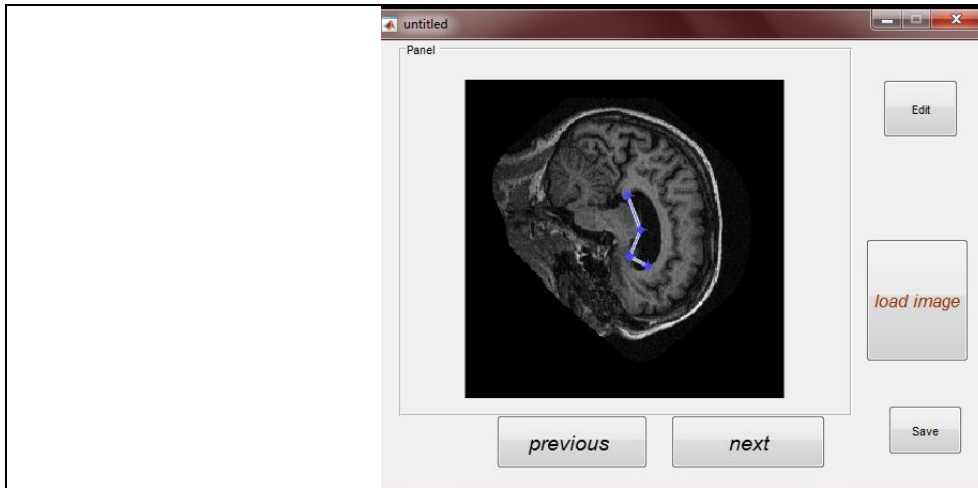 untitled
Panel
Edit
load image
previous
next
Save